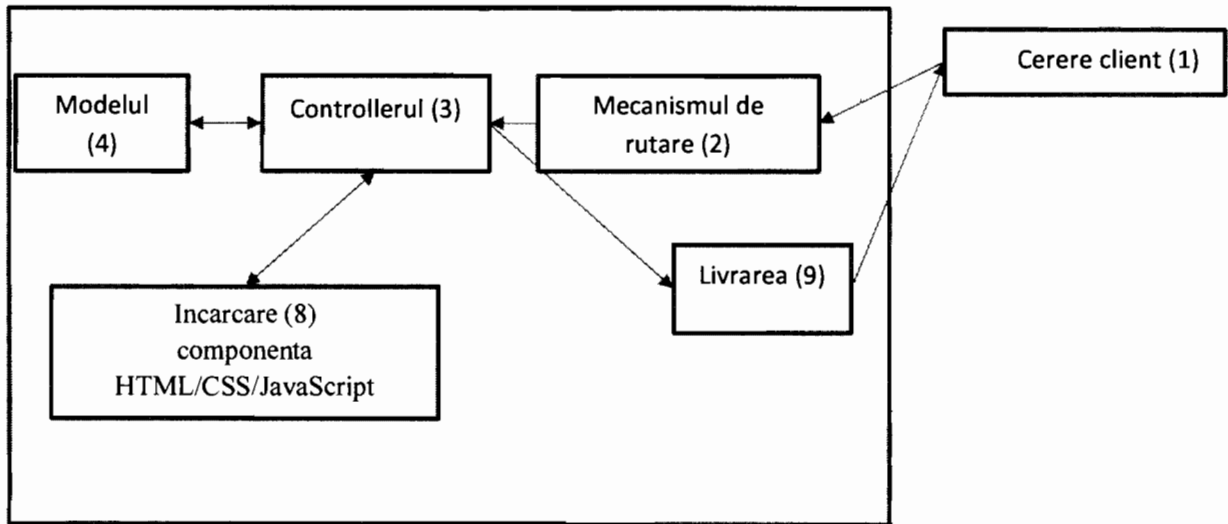 Cerere client (1)
Modelul
(4)
Controllerul (3)
Mecanismul de
rutare (2)
Livrarea (9)
Incarcare (8)
componenta
HTML/CSS/JavaScript